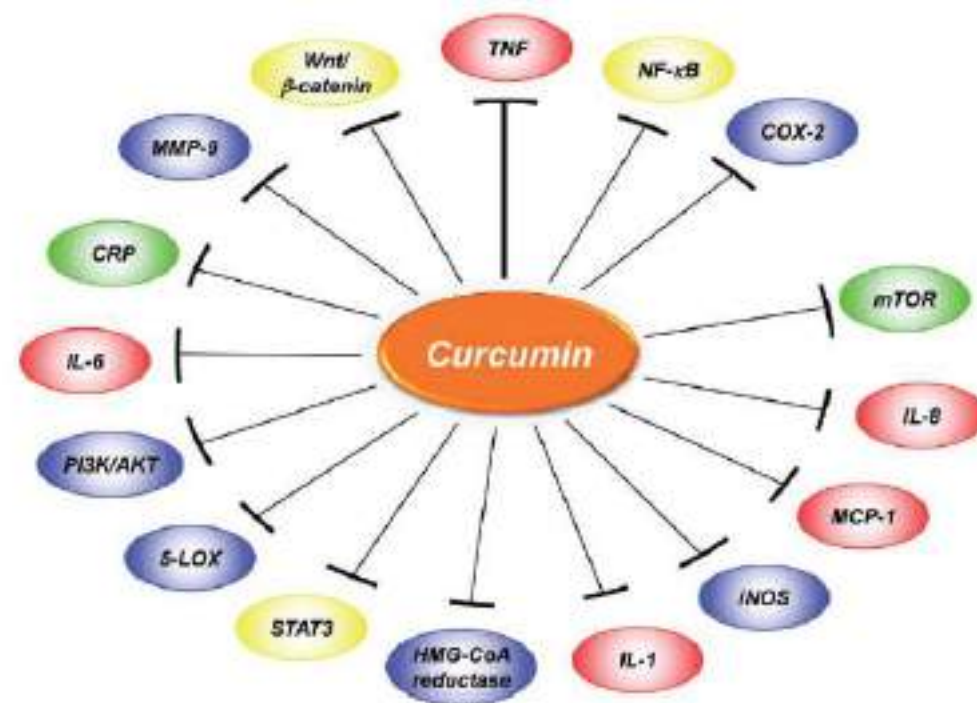 TNF
Wnt/
β-catenin
NF-κB
COX-2
MMP-9
CRP
mTOR
Curcumin
IL-6
IL-8
PI3K/AKT
MCP-1
5-LOX
iNOS
STAT3
HMG-CoA
reductase
IL-1